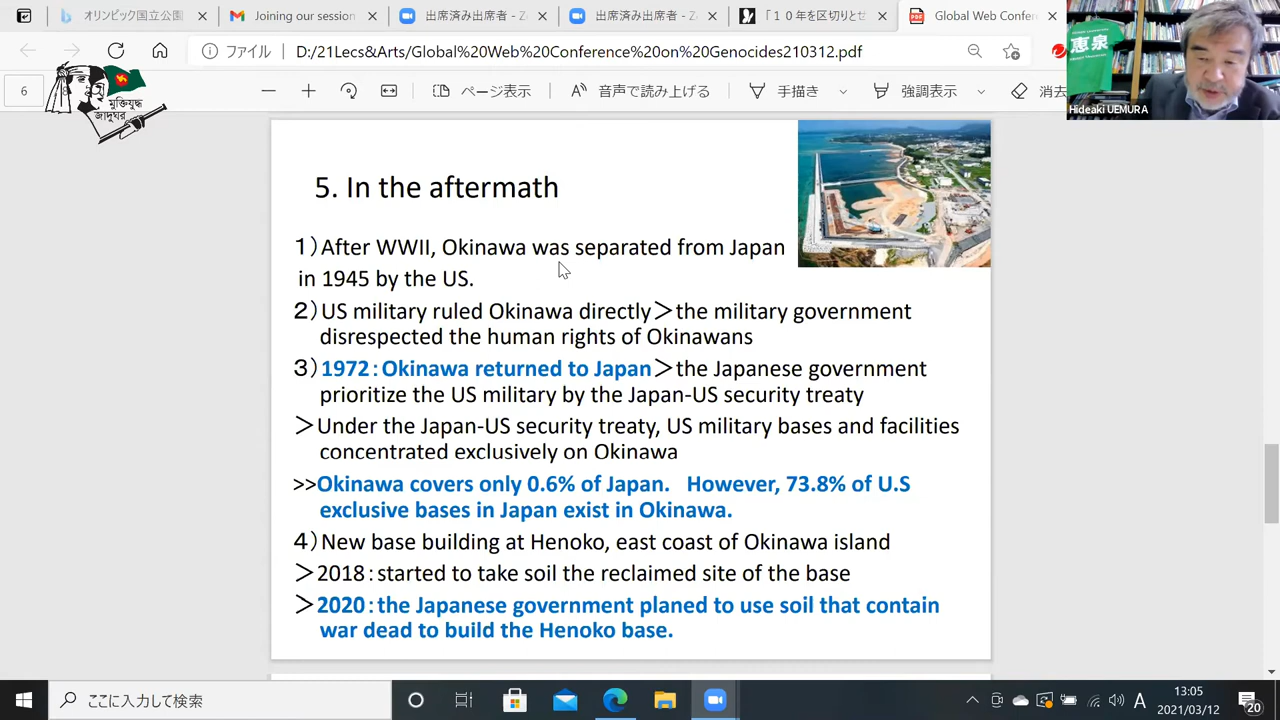 オリンピック国立公園
Joining our session
出席済み出席者 - Z
出席済み出席者 - Z
「１０年を区切りとせ
Global Web Confer
ファイル
D:/21Lecs&Reps/Global%20Web%20Conference%20on%20Genocides210312.pdf
6
ページ表示
音声で読み上げる
手描き
強調表示
消去
মুক্তিযুদ্ধ
জাদুঘর
恵泉
Hideaki UEMURA
5. In the aftermath
１）After WWII, Okinawa was separated from Japan
in 1945 by the US.
２）US military ruled Okinawa directly＞the military government
disrespected the human rights of Okinawans
３）1972：Okinawa returned to Japan＞the Japanese government
prioritize the US military by the Japan-US security treaty
＞Under the Japan-US security treaty, US military bases and facilities
concentrated exclusively on Okinawa
>>Okinawa covers only 0.6% of Japan. However, 73.8% of U.S
exclusive bases in Japan exist in Okinawa.
４）New base building at Henoko, east coast of Okinawa island
＞2018：started to take soil the reclaimed site of the base
＞2020：the Japanese government planed to use soil that contain
war dead to build the Henoko base.
ここに入力して検索
A
13:05
2021/03/12
20